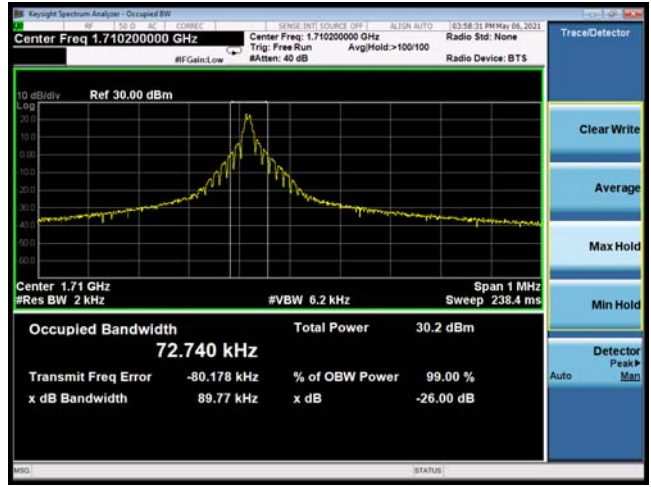 Keysight Spectrum Analyzer - Occupied BW
RF 50 Ω AC CORREC SENSE:INT SOURCE OFF ALIGN AUTO 03:58:31 PM May 06, 2021
Center Freq 1.710200000 GHz Center Freq: 1.710200000 GHz Radio Std: None Trace/Detector
Trig: Free Run Avg|Hold:>100/100
#IFGain:Low #Atten: 40 dB Radio Device: BTS
10 dB/div Ref 30.00 dBm
Log
20.0
10.0
0.00
10.0
20.0
30.0
40.0
50.0
60.0
Center 1.71 GHz Span 1 MHz
#Res BW 2 kHz #VBW 6.2 kHz Sweep 238.4 ms
Occupied Bandwidth Total Power 30.2 dBm
72.740 kHz
Transmit Freq Error -80.178 kHz % of OBW Power 99.00 %
x dB Bandwidth 89.77 kHz x dB -26.00 dB
Clear Write
Average
Max Hold
Min Hold
Detector
Peak▶
Auto Man
MSG STATUS